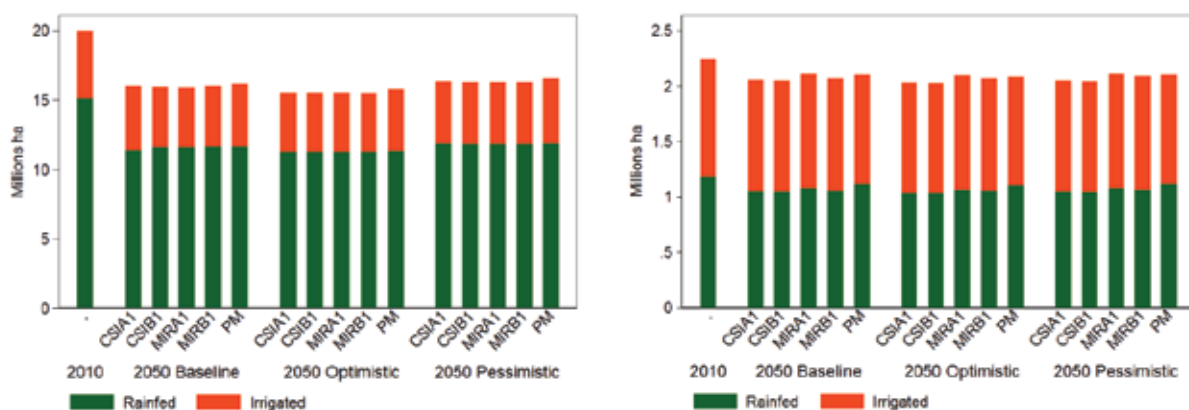 Millions ha
20
15
10
5
0
- CSIA1 CSIB1 MIRA1 MIRB1 PM CSIA1 CSIB1 MIRA1 MIRB1 PM CSIA1 CSIB1 MIRA1 MIRB1 PM
2010 2050 Baseline 2050 Optimistic 2050 Pessimistic
Rainfed Irrigated
Millions ha
2.5
2
1.5
1
.5
0
- CSIA1 CSIB1 MIRA1 MIRB1 PM CSIA1 CSIB1 MIRA1 MIRB1 PM CSIA1 CSIB1 MIRA1 MIRB1 PM
2010 2050 Baseline 2050 Optimistic 2050 Pessimistic
Rainfed Irrigated